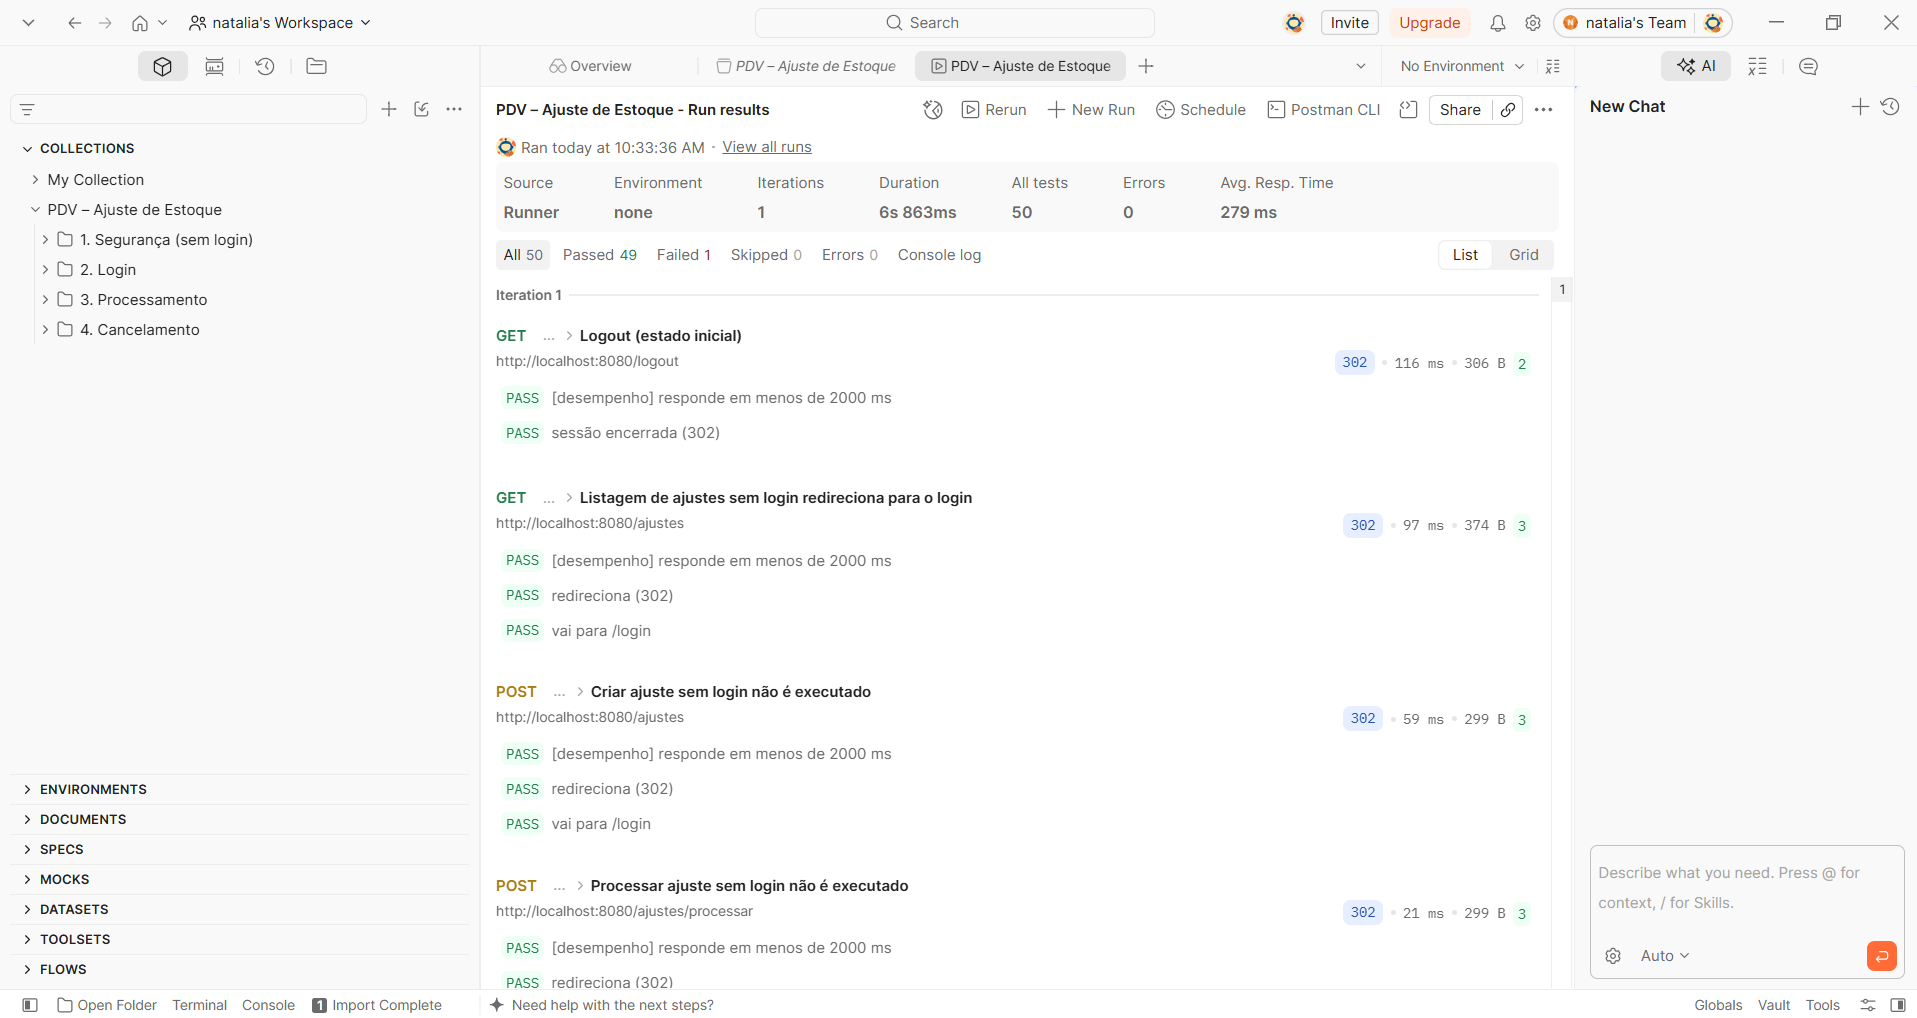 natalia's Workspace
Search
Invite
Upgrade
natalia's Team
Overview
PDV – Ajuste de Estoque
PDV – Ajuste de Estoque
No Environment
AI
COLLECTIONS
My Collection
PDV – Ajuste de Estoque
1. Segurança (sem login)
2. Login
3. Processamento
4. Cancelamento
ENVIRONMENTS
DOCUMENTS
SPECS
MOCKS
DATASETS
TOOLSETS
FLOWS
PDV – Ajuste de Estoque - Run results
Rerun
New Run
Schedule
Postman CLI
Share
Ran today at 10:33:36 AM · View all runs
Source Environment Iterations Duration All tests Errors Avg. Resp. Time
Runner none 1 6s 863ms 50 0 279 ms
All 50 Passed 49 Failed 1 Skipped 0 Errors 0 Console log
List Grid
Iteration 1
1
GET ... > Logout (estado inicial)
http://localhost:8080/logout
302 • 116 ms • 306 B 2
PASS [desempenho] responde em menos de 2000 ms
PASS sessão encerrada (302)
GET ... > Listagem de ajustes sem login redireciona para o login
http://localhost:8080/ajustes
302 • 97 ms • 374 B 3
PASS [desempenho] responde em menos de 2000 ms
PASS redireciona (302)
PASS vai para /login
POST ... > Criar ajuste sem login não é executado
http://localhost:8080/ajustes
302 • 59 ms • 299 B 3
PASS [desempenho] responde em menos de 2000 ms
PASS redireciona (302)
PASS vai para /login
POST ... > Processar ajuste sem login não é executado
http://localhost:8080/ajustes/processar
302 • 21 ms • 299 B 3
PASS [desempenho] responde em menos de 2000 ms
PASS redireciona (302)
New Chat
Describe what you need. Press @ for
context, / for Skills.
Auto
Open Folder
Terminal
Console
1 Import Complete
Need help with the next steps?
Globals
Vault
Tools